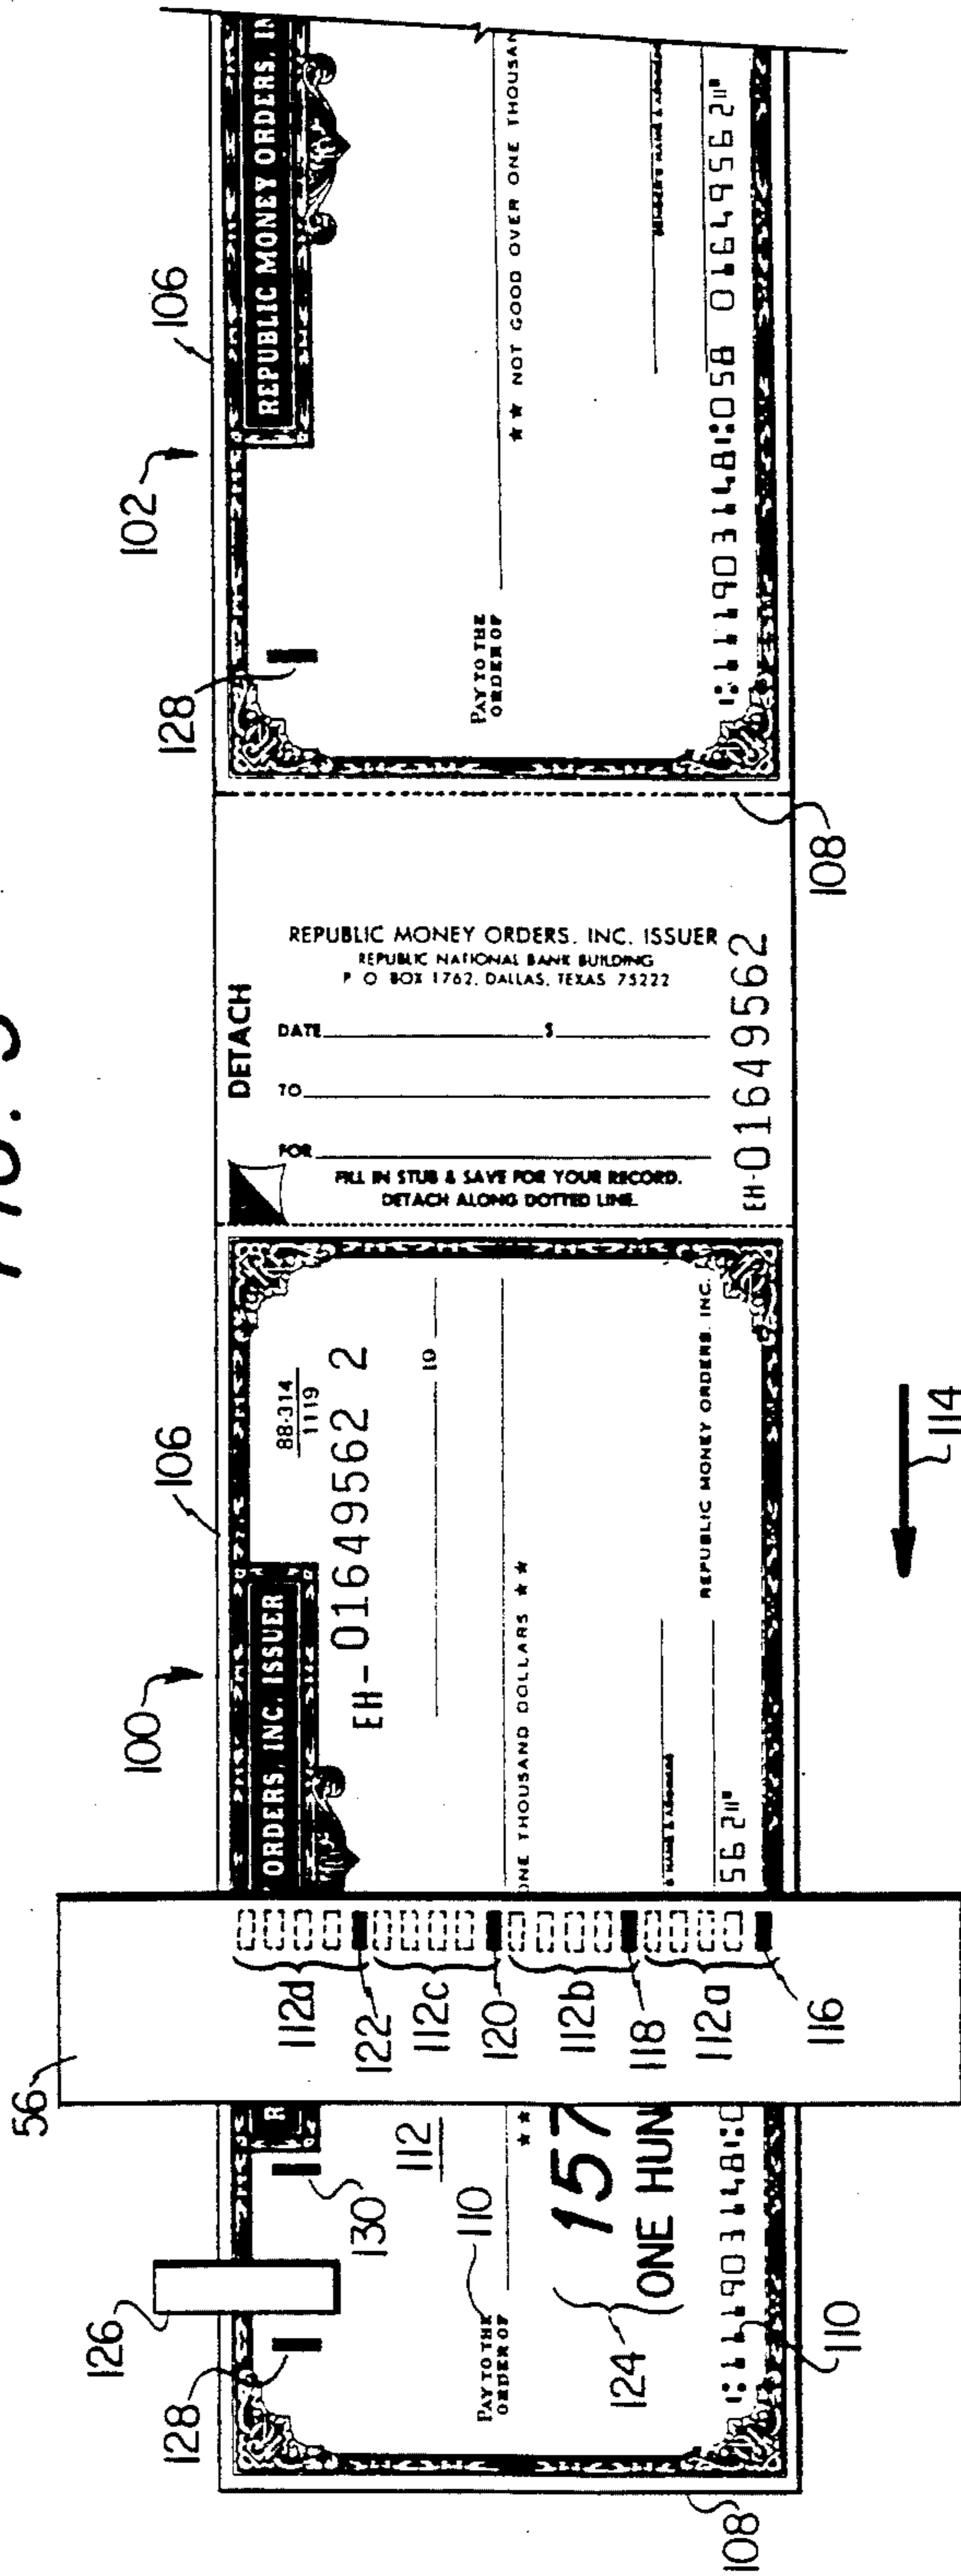 FIG. 5
56
126
128
130
112
110
PAY TO THE
ORDER OF
**
157
124
ONE HUN
110
108
112d
122
112c
120
112b
118
112a
116
100
106
ORDERS, INC. ISSUER
88-314
1119
EH-01649562 2
19
ONE THOUSAND DOLLARS **
REPUBLIC MONEY ORDERS, INC.
56 2
114
DETACH
REPUBLIC MONEY ORDERS, INC. ISSUER
REPUBLIC NATIONAL BANK BUILDING
P O BOX 1762, DALLAS, TEXAS 75222
DATE $
TO
FOR
FILL IN STUB & SAVE FOR YOUR RECORD.
DETACH ALONG DOTTED LINE.
EH-01649562
108
102
106
128
REPUBLIC MONEY ORDERS, IN
PAY TO THE
ORDER OF
** NOT GOOD OVER ONE THOUSAN
⑆111903148⑆058 0164956 2⑈